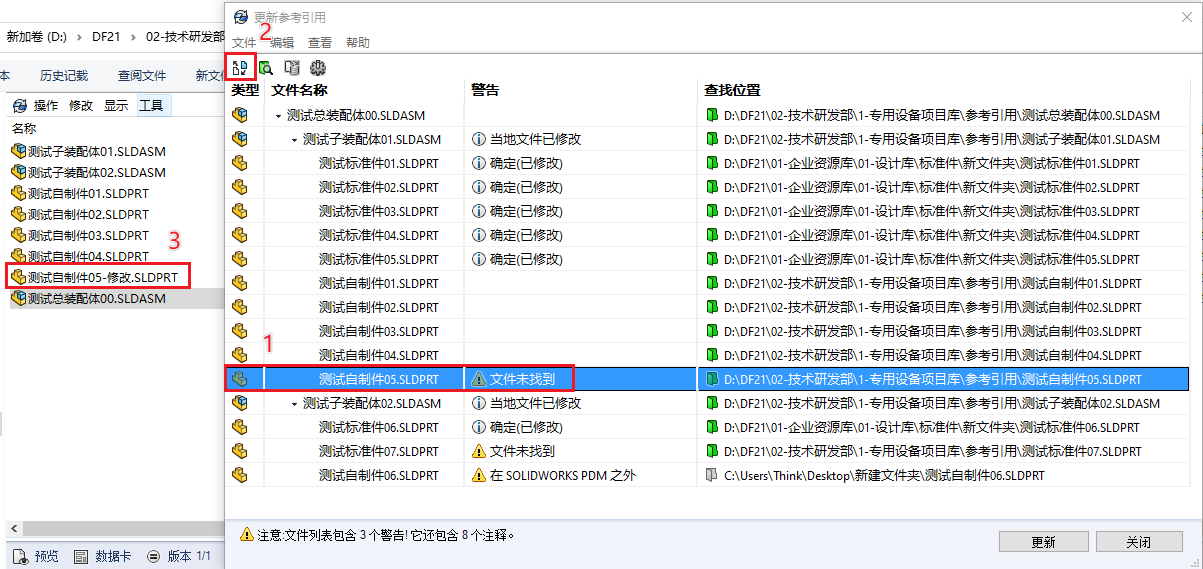 新加卷 (D:) › DF21 › 02-技术研发部
本 历史记载 查阅文件 新文
操作 修改 显示 工具
名称
测试子装配体01.SLDASM
测试子装配体02.SLDASM
测试自制件01.SLDPRT
测试自制件02.SLDPRT
测试自制件03.SLDPRT
测试自制件04.SLDPRT
3
测试自制件05-修改.SLDPRT
测试总装配体00.SLDASM
预览 数据卡 版本 1/1
更新参考引用
2
文件 编辑 查看 帮助
类型 文件名称 警告 查找位置
测试总装配体00.SLDASM D:\DF21\02-技术研发部\1-专用设备项目库\参考引用\测试总装配体00.SLDASM
测试子装配体01.SLDASM 当地文件已修改 D:\DF21\02-技术研发部\1-专用设备项目库\参考引用\测试子装配体01.SLDASM
测试标准件01.SLDPRT 确定(已修改) D:\DF21\01-企业资源库\01-设计库\标准件\新文件夹\测试标准件01.SLDPRT
测试标准件02.SLDPRT 确定(已修改) D:\DF21\01-企业资源库\01-设计库\标准件\新文件夹\测试标准件02.SLDPRT
测试标准件03.SLDPRT 确定(已修改) D:\DF21\01-企业资源库\01-设计库\标准件\新文件夹\测试标准件03.SLDPRT
测试标准件04.SLDPRT 确定(已修改) D:\DF21\01-企业资源库\01-设计库\标准件\新文件夹\测试标准件04.SLDPRT
测试标准件05.SLDPRT 确定(已修改) D:\DF21\01-企业资源库\01-设计库\标准件\新文件夹\测试标准件05.SLDPRT
测试自制件01.SLDPRT D:\DF21\02-技术研发部\1-专用设备项目库\参考引用\测试自制件01.SLDPRT
测试自制件02.SLDPRT D:\DF21\02-技术研发部\1-专用设备项目库\参考引用\测试自制件02.SLDPRT
测试自制件03.SLDPRT D:\DF21\02-技术研发部\1-专用设备项目库\参考引用\测试自制件03.SLDPRT
1
测试自制件04.SLDPRT D:\DF21\02-技术研发部\1-专用设备项目库\参考引用\测试自制件04.SLDPRT
测试自制件05.SLDPRT 文件未找到 D:\DF21\02-技术研发部\1-专用设备项目库\参考引用\测试自制件05.SLDPRT
测试子装配体02.SLDASM 当地文件已修改 D:\DF21\02-技术研发部\1-专用设备项目库\参考引用\测试子装配体02.SLDASM
测试标准件06.SLDPRT 确定(已修改) D:\DF21\01-企业资源库\01-设计库\标准件\新文件夹\测试标准件06.SLDPRT
测试标准件07.SLDPRT 文件未找到 D:\DF21\02-技术研发部\1-专用设备项目库\参考引用\测试标准件07.SLDPRT
测试自制件06.SLDPRT 在 SOLIDWORKS PDM 之外 C:\Users\Think\Desktop\新建文件夹\测试自制件06.SLDPRT
注意:文件列表包含 3 个警告! 它还包含 8 个注释。
更新 关闭